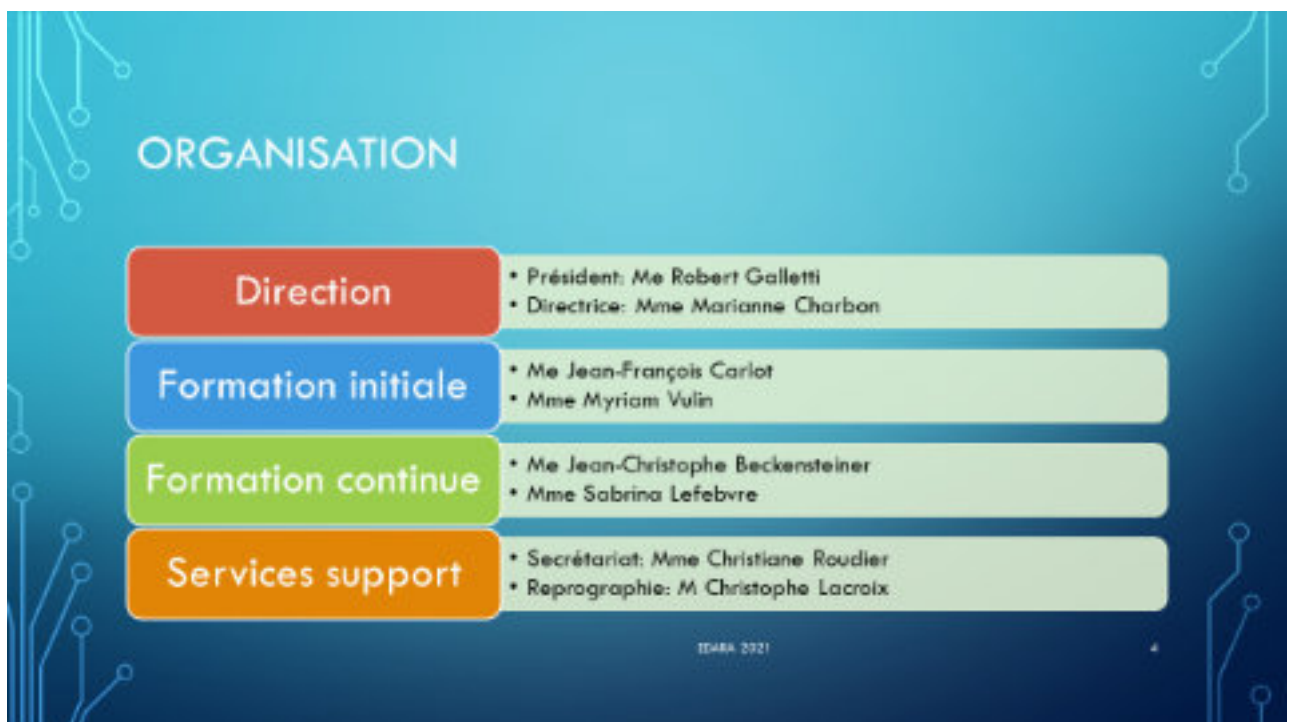 ORGANISATION
Direction
• Président: Me Robert Galletti
• Directrice: Mme Marianne Charbon
Formation initiale
• Me Jean-François Carlot
• Mme Myriam Vulin
Formation continue
• Me Jean-Christophe Beckensteiner
• Mme Sabrina Lefebvre
Services support
• Secrétariat: Mme Christiane Roudier
• Reprographie: M Christophe Lacroix
EDARA 2021
4